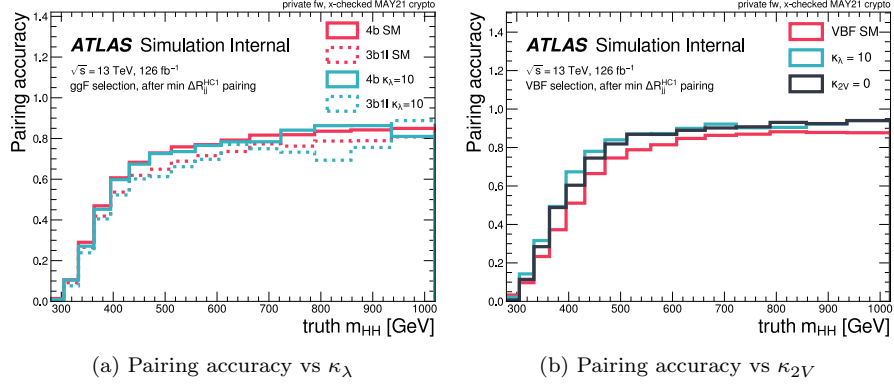 private fw, x-checked MAY21 crypto
Pairing accuracy
1.4
1.2
1.0
0.8
0.6
0.4
0.2
0.0
ATLAS Simulation Internal
√s = 13 TeV, 126 fb⁻¹
ggF selection, after min ΔR_jj^HC1 pairing
4b SM
3b1l SM
4b κλ=10
3b1l κλ=10
300 400 500 600 700 800 900 1000
truth m_HH [GeV]
(a) Pairing accuracy vs κλ
private fw, x-checked MAY21 crypto
Pairing accuracy
1.4
1.2
1.0
0.8
0.6
0.4
0.2
0.0
ATLAS Simulation Internal
√s = 13 TeV, 126 fb⁻¹
VBF selection, after min ΔR_jj^HC1 pairing
VBF SM
κλ = 10
κ2V = 0
300 400 500 600 700 800 900 1000
truth m_HH [GeV]
(b) Pairing accuracy vs κ2V